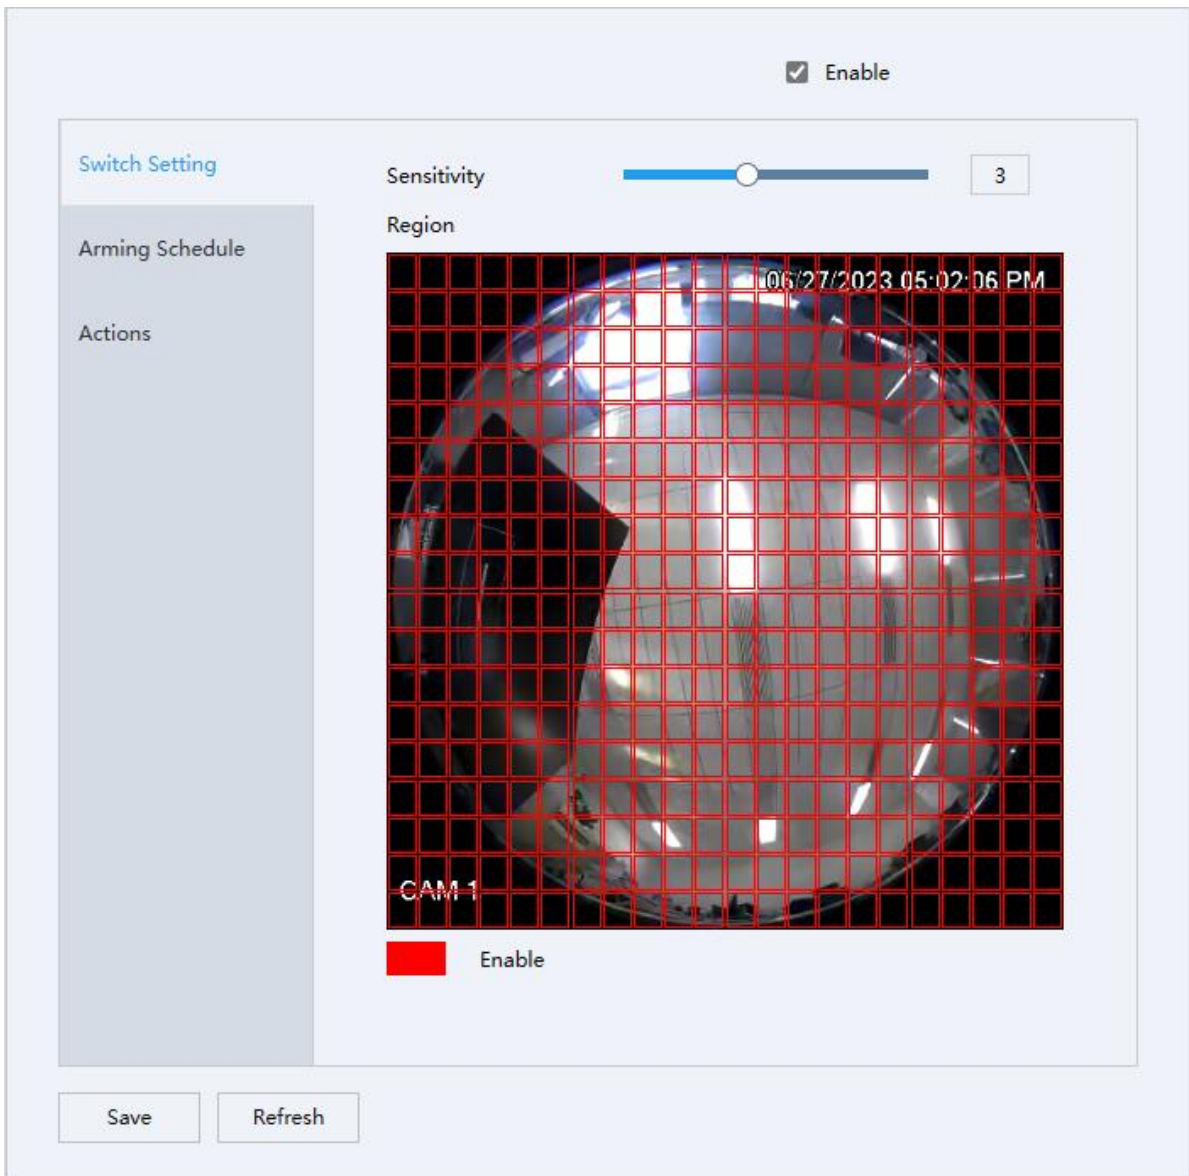 Enable
Switch Setting
Arming Schedule
Actions
Sensitivity 3
Region
06/27/2023 05:02:06 PM
CAM 1
Enable
Save Refresh